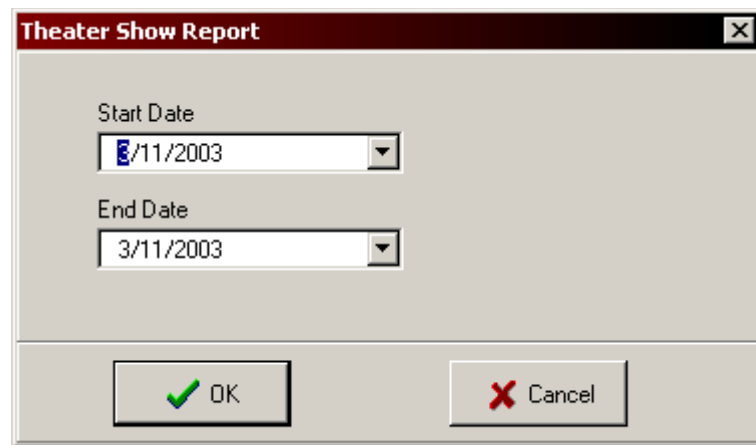 Theater Show Report
Start Date
3/11/2003
End Date
3/11/2003
OK
Cancel